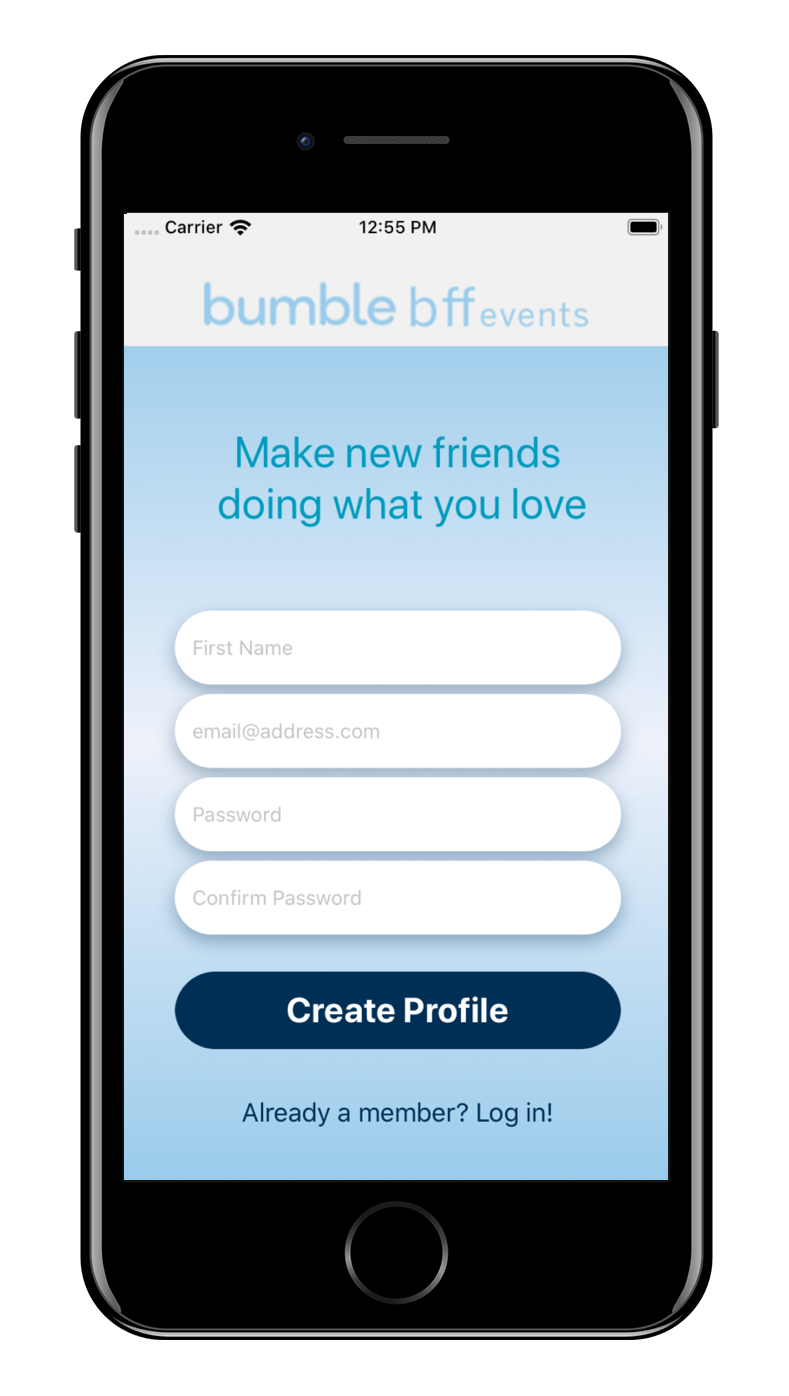 Carrier 12:55 PM
bumble bff events
Make new friends
doing what you love
First Name
email@address.com
Password
Confirm Password
Create Profile
Already a member? Log in!